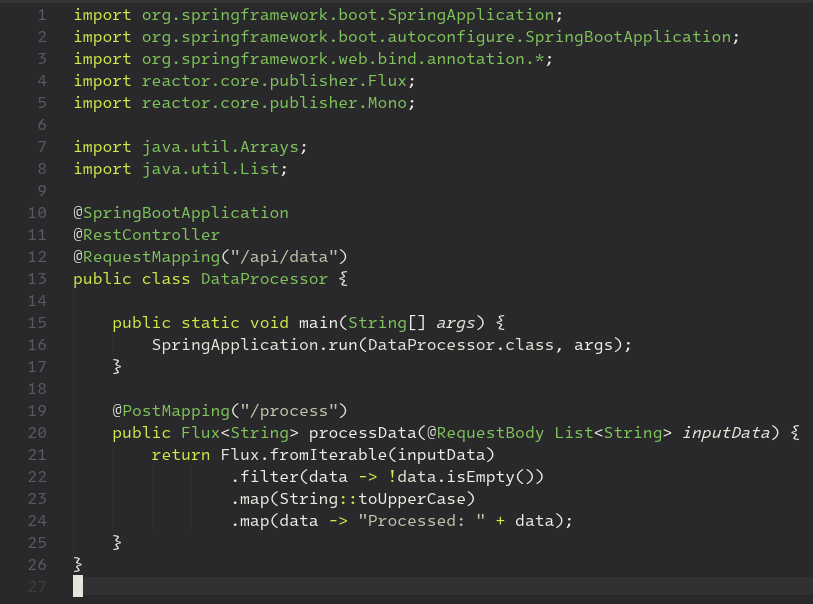 1 import org.springframework.boot.SpringApplication;
2 import org.springframework.boot.autoconfigure.SpringBootApplication;
3 import org.springframework.web.bind.annotation.*;
4 import reactor.core.publisher.Flux;
5 import reactor.core.publisher.Mono;
6
7 import java.util.Arrays;
8 import java.util.List;
9
10 @SpringBootApplication
11 @RestController
12 @RequestMapping("/api/data")
13 public class DataProcessor {
14
15     public static void main(String[] args) {
16         SpringApplication.run(DataProcessor.class, args);
17     }
18
19     @PostMapping("/process")
20     public Flux<String> processData(@RequestBody List<String> inputData) {
21         return Flux.fromIterable(inputData)
22                 .filter(data -> !data.isEmpty())
23                 .map(String::toUpperCase)
24                 .map(data -> "Processed: " + data);
25     }
26 }
27